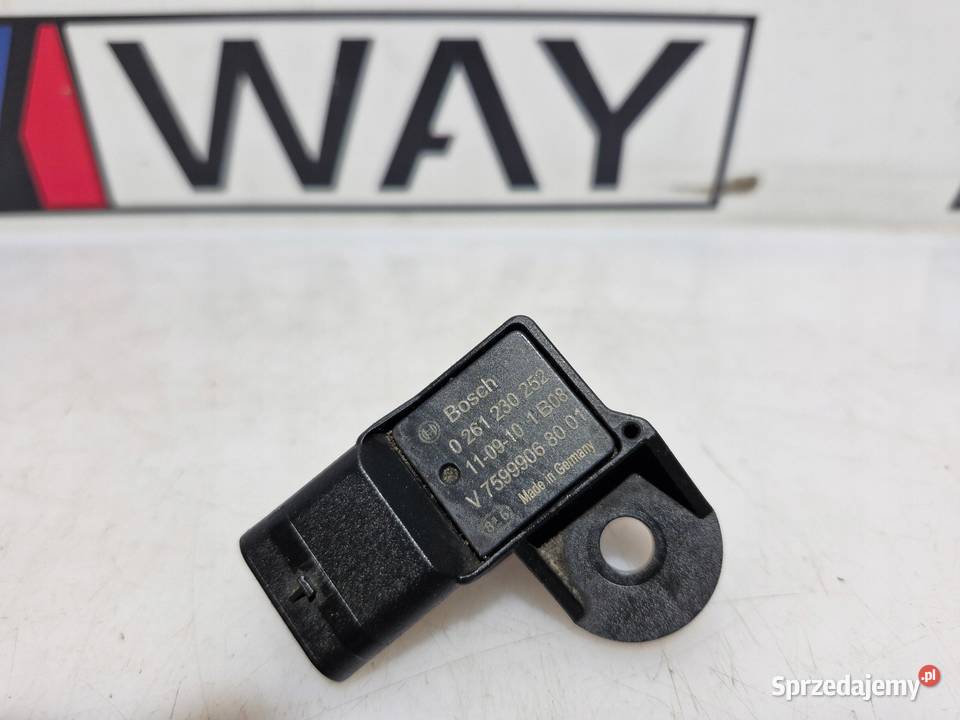 WAY
Bosch
0 261 230 252
11-09-10 1 B08
V 7599906 80 01
Made in Germany
Sprzedajemy.pl